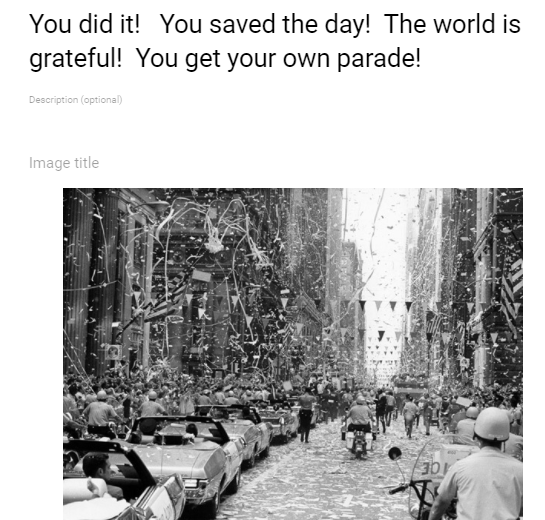 You did it!   You saved the day!  The world is
grateful!  You get your own parade!
Description (optional)
Image title
301